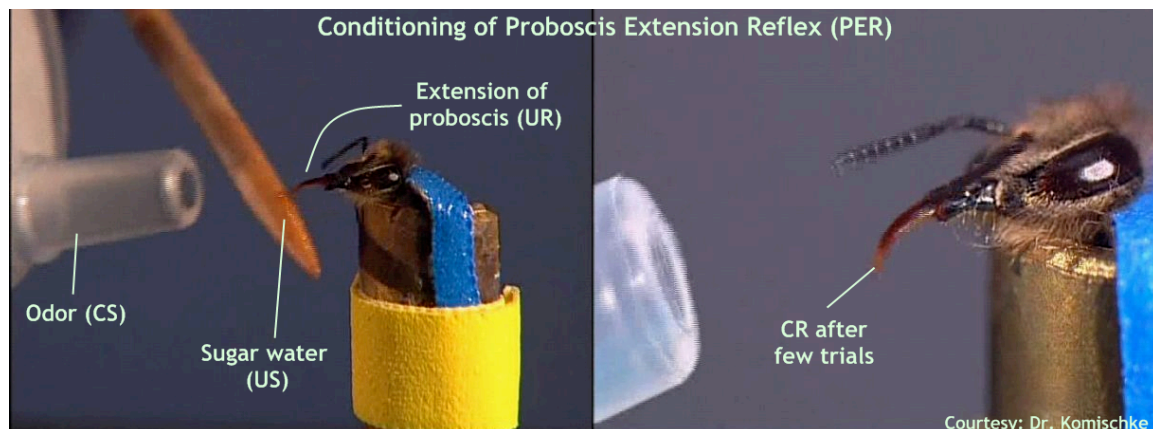 Conditioning of Proboscis Extension Reflex (PER)
Extension of
proboscis (UR)
Odor (CS)
Sugar water
(US)
CR after
few trials
Courtesy: Dr. Komischke